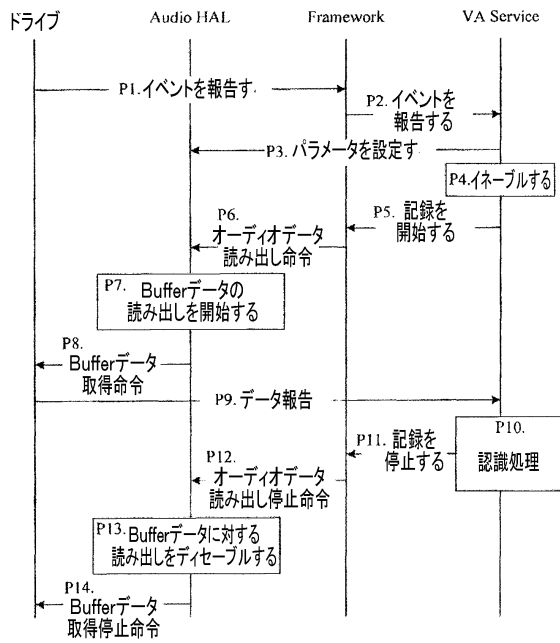 ドライブ
Audio HAL
Framework
VA Service
P1.イベントを報告す
P2. イベントを
報告する
P3. パラメータを設定す
P4.イネーブルする
P5. 記録を
開始する
P6.
オーディオデータ
読み出し命令
P7. Bufferデータの
読み出しを開始する
P8.
Bufferデータ
取得命令
P9.データ報告
P10.
認識処理
P11. 記録を
停止する
P12.
オーディオデータ
読み出し停止命令
P13.Bufferデータに対する
読み出しをディセーブルする
P14.
Bufferデータ
取得停止命令